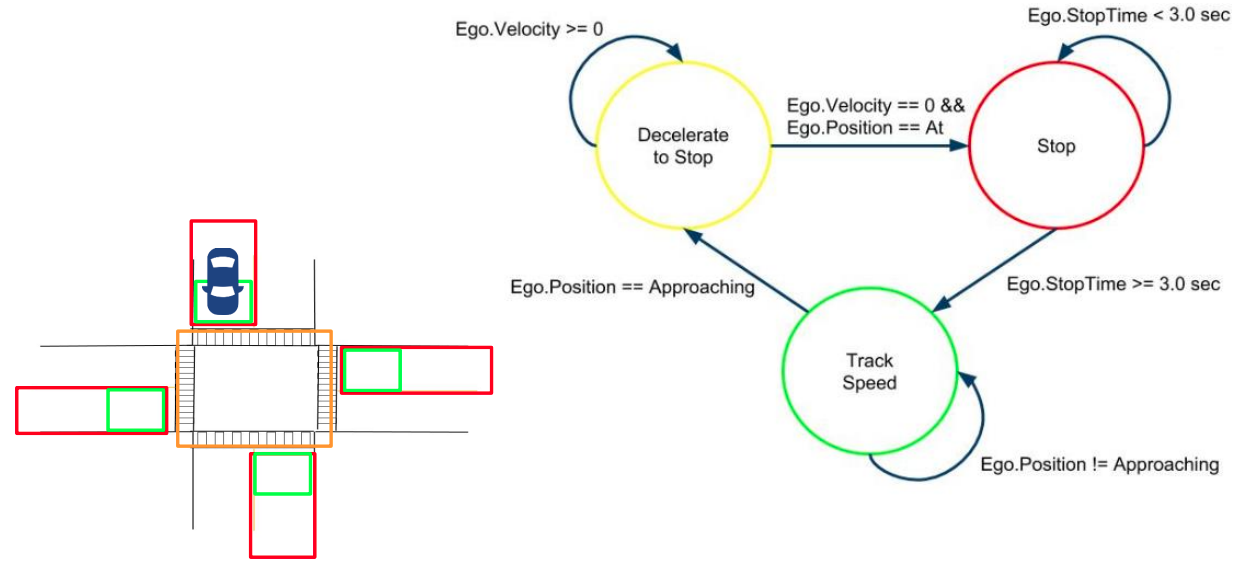 Ego.StopTime < 3.0 sec
Ego.Velocity >= 0
Ego.Velocity == 0 &&
Ego.Position == At
Decelerate
to Stop
Stop
Ego.Position == Approaching
Ego.StopTime >= 3.0 sec
Track
Speed
Ego.Position != Approaching